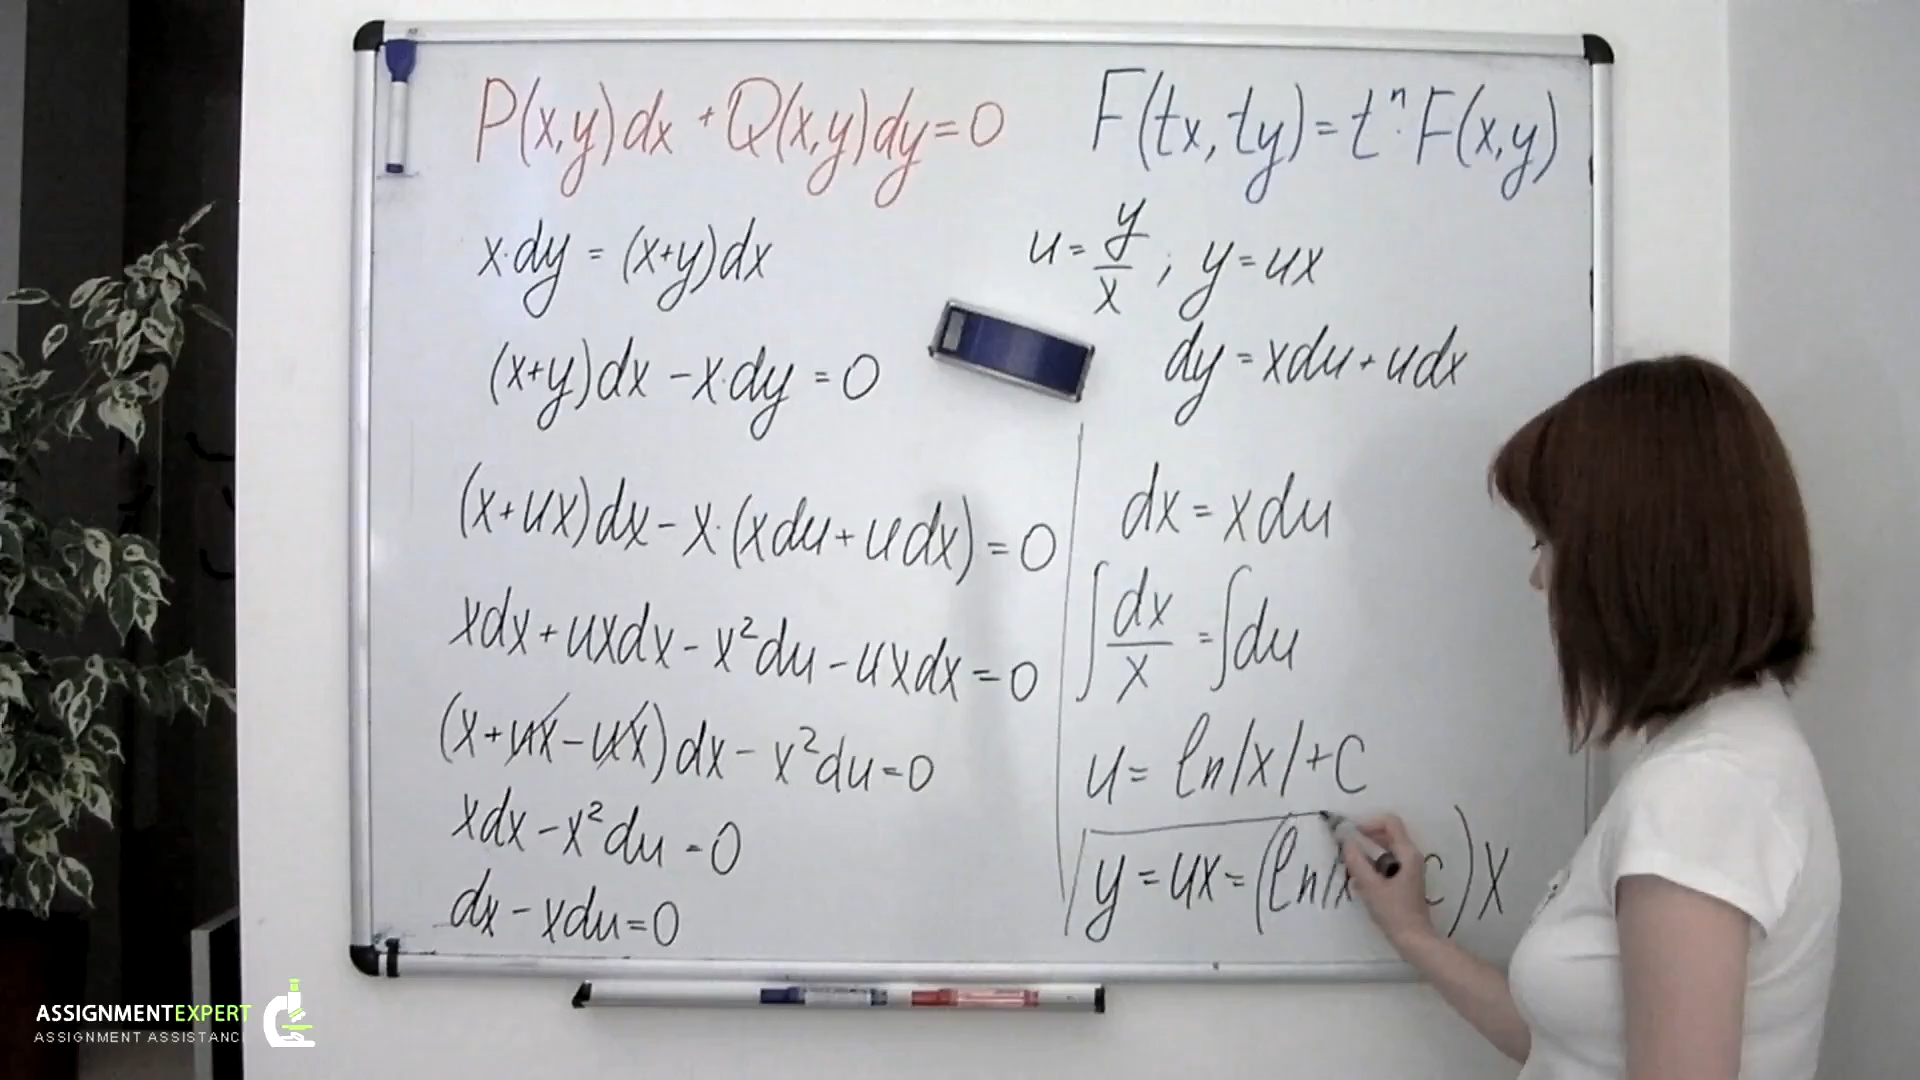 P(x,y)dx + Q(x,y)dy = 0
x·dy = (x+y)dx
(x+y)dx - x·dy = 0
(x+ux)dx - x·(xdu+udx) = 0
xdx + uxdx - x²du - uxdx = 0
(x+ux-ux)dx - x²du = 0
xdx - x²du = 0
dx - xdu = 0
F(tx, ty) = tⁿ·F(x,y)
u = y/x ; y = ux
dy = xdu + udx
dx = xdu
∫dx/x = ∫du
u = ln|x| + C
y = ux = (ln|x c)x
ASSIGNMENTEXPERT
ASSIGNMENT ASSISTANC